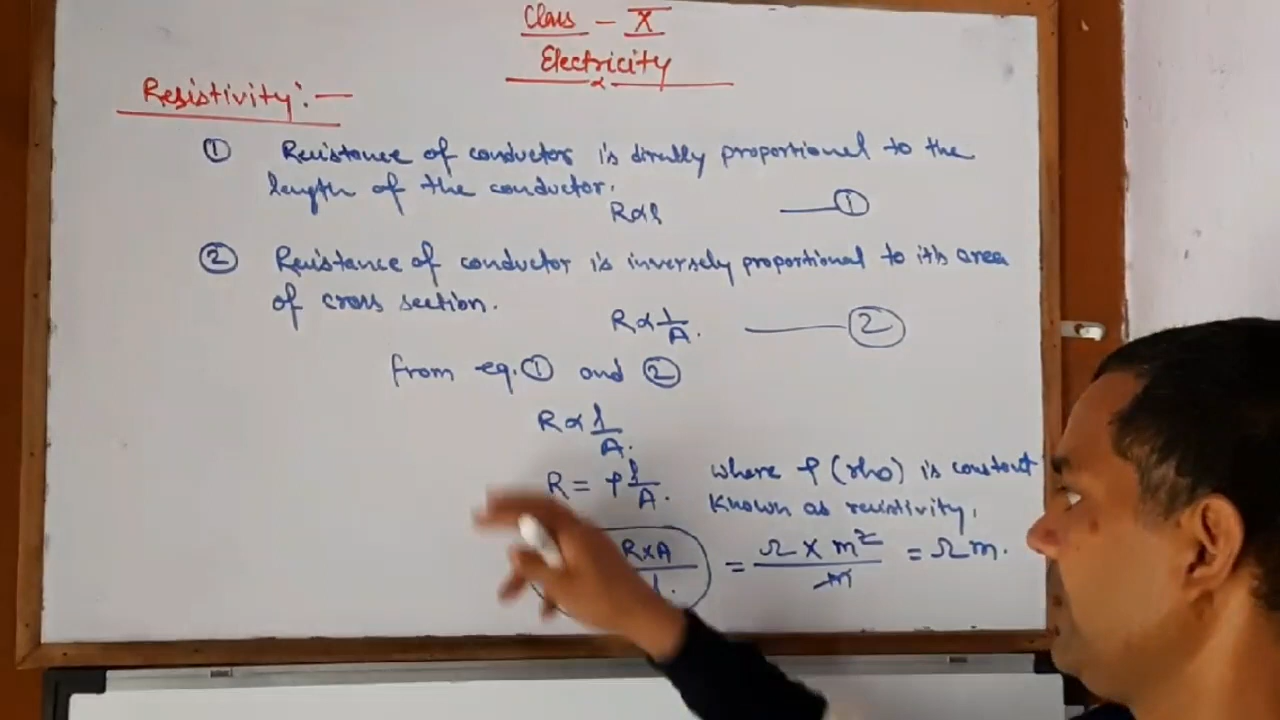 Class - X
Electricity
Resistivity:-
① Resistance of conductor is directly proportional to the
length of the conductor.
R∝l —①
② Resistance of conductor is inversely proportional to it's area
of cross section.
R∝1/A. —②
from eq.① and ②
R∝l/A.
R = ρl/A. where ρ (rho) is constant
known as resistivity.
R×A/l. = Ω × m²/m = Ωm.